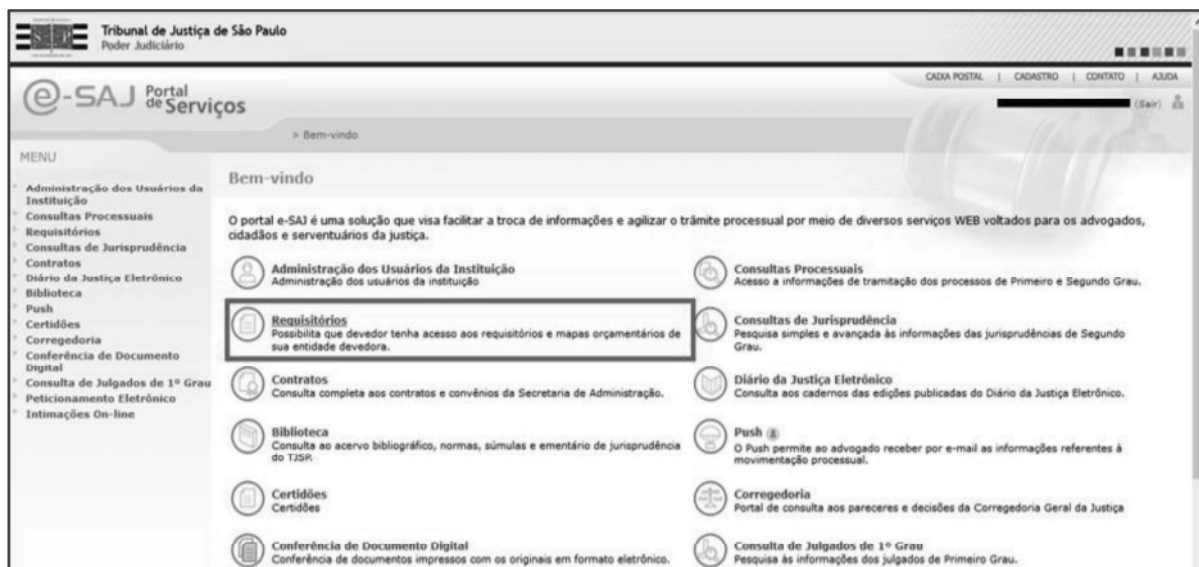 Tribunal de Justiça de São Paulo
Poder Judiciário
CAIXA POSTAL | CADASTRO | CONTATO | AJUDA
e-SAJ Portal de Serviços
(Sair)
> Bem-vindo
MENU
Administração dos Usuários da
Instituição
Consultas Processuais
Requisitórios
Consultas de Jurisprudência
Contratos
Diário da Justiça Eletrônico
Biblioteca
Push
Certidões
Corregedoria
Conferência de Documento
Digital
Consulta de Julgados de 1º Grau
Peticionamento Eletrônico
Intimações On-line
Bem-vindo
O portal e-SAJ é uma solução que visa facilitar a troca de informações e agilizar o trâmite processual por meio de diversos serviços WEB voltados para os advogados,
cidadãos e serventuários da justiça.
Administração dos Usuários da Instituição
Administração dos usuários da instituição
Consultas Processuais
Acesso a informações de tramitação dos processos de Primeiro e Segundo Grau.
Requisitórios
Possibilita que devedor tenha acesso aos requisitórios e mapas orçamentários de
sua entidade devedora.
Consultas de Jurisprudência
Pesquisa simples e avançada às informações das jurisprudências de Segundo
Grau.
Contratos
Consulta completa aos contratos e convênios da Secretaria de Administração.
Diário da Justiça Eletrônico
Consulta aos cadernos das edições publicadas do Diário da Justiça Eletrônico.
Biblioteca
Consulta ao acervo bibliográfico, normas, súmulas e ementário de jurisprudência
do TJSP.
Push
O Push permite ao advogado receber por e-mail as informações referentes à
movimentação processual.
Certidões
Certidões
Corregedoria
Portal de consulta aos pareceres e decisões da Corregedoria Geral da Justiça
Conferência de Documento Digital
Conferência de documentos impressos com os originais em formato eletrônico.
Consulta de Julgados de 1º Grau
Pesquisa às informações dos julgados de Primeiro Grau.